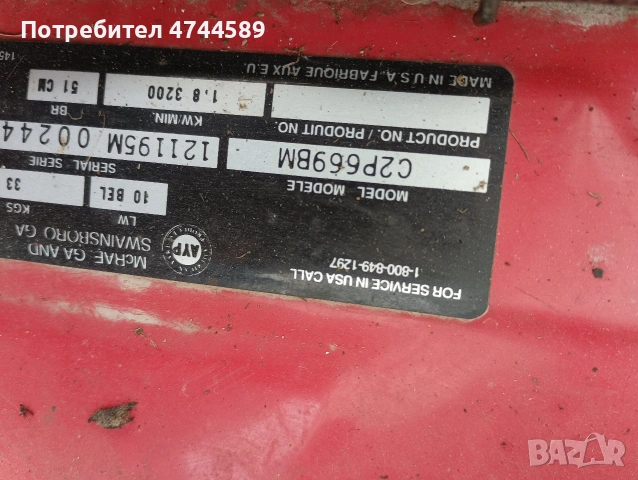 Потребител 4744589
FOR SERVICE IN USA CALL
1-800-849-1297
McRAE, GA AND
SWAINSBORO GA
AYP
MODEL MODELE
C2P669BM
SERIAL SERIE
121195M 00244
LW
10 BEL
KGS
33
PRODUCT NO. / PRODUIT NO.
KW/MIN.
1.8 3200
BR
51 CM
MADE IN U.S.A. FABRIQUE AUX E.U.
145
BAZAR